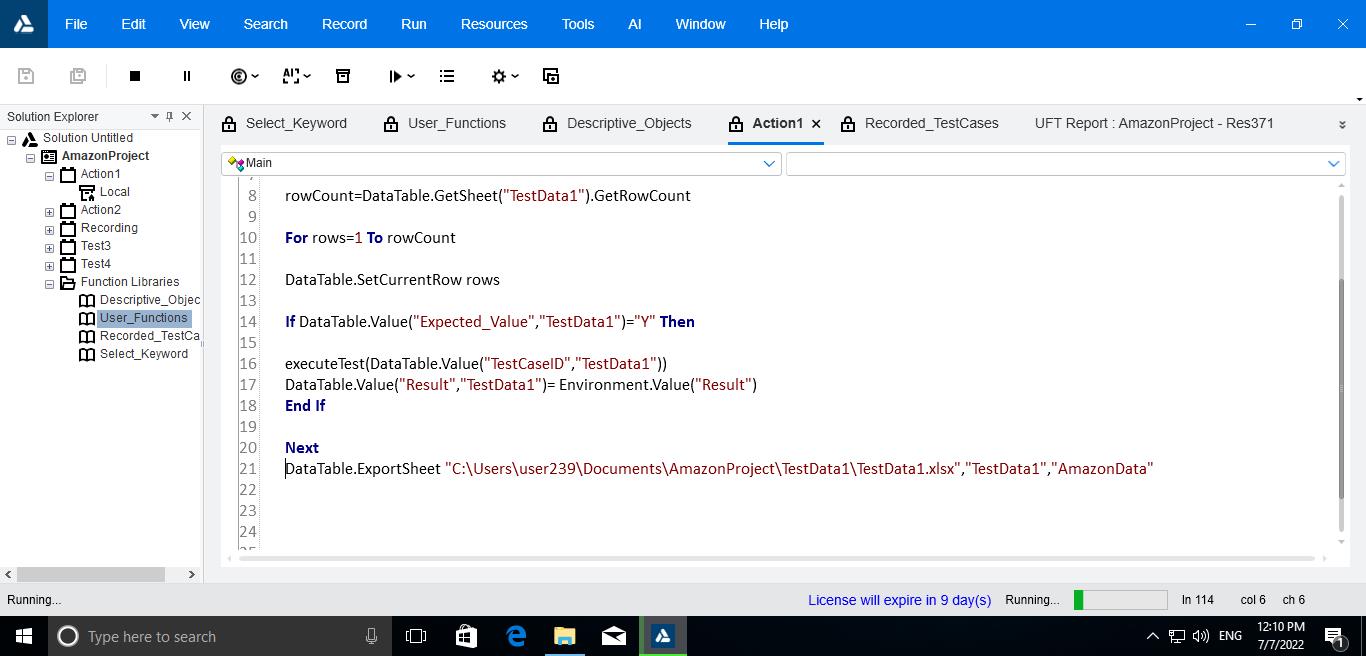 File Edit View Search Record Run Resources Tools AI Window Help
Solution Explorer
Solution Untitled
AmazonProject
Action1
Local
Action2
Recording
Test3
Test4
Function Libraries
Descriptive_Objec
User_Functions
Recorded_TestCa
Select_Keyword
Select_Keyword User_Functions Descriptive_Objects Action1 Recorded_TestCases UFT Report : AmazonProject - Res371
Main
8 rowCount=DataTable.GetSheet("TestData1").GetRowCount
9
10 For rows=1 To rowCount
11
12 DataTable.SetCurrentRow rows
13
14 If DataTable.Value("Expected_Value","TestData1")="Y" Then
15
16 executeTest(DataTable.Value("TestCaseID","TestData1"))
17 DataTable.Value("Result","TestData1")= Environment.Value("Result")
18 End If
19
20 Next
21 DataTable.ExportSheet "C:\Users\user239\Documents\AmazonProject\TestData1\TestData1.xlsx","TestData1","AmazonData"
22
23
24
Running... License will expire in 9 day(s) Running... ln 114 col 6 ch 6
Type here to search ENG 12:10 PM
7/7/2022 1